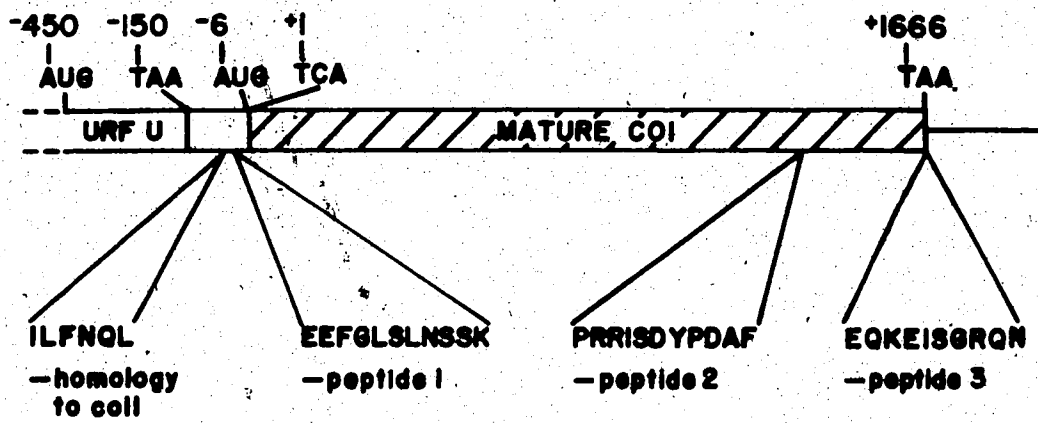 -450 -150 -6 +1 +1666
AUG TAA AUG TCA TAA
URF U MATURE COI
ILFNQL EEFGLSLNSSK PRRISDYPDAF EQKEISGRQN
—homology —peptide 1 —peptide 2 —peptide 3
to coII